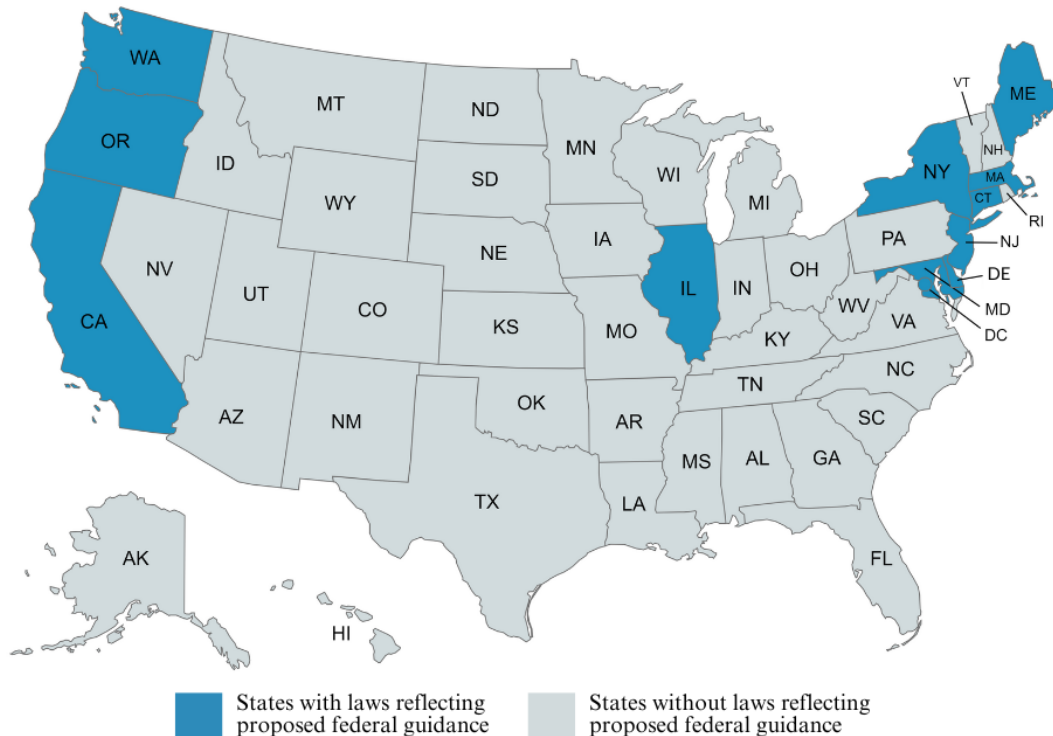 WA
MT
ND
MN
VT
ME
OR
ID
SD
WI
NY
NH
MA
WY
MI
CT
RI
IA
PA
NJ
NE
NV
OH
DE
UT
IL
IN
CO
WV
MD
CA
KS
MO
VA
DC
KY
NC
TN
OK
AZ
NM
AR
SC
MS
AL
GA
TX
LA
AK
FL
HI
States with laws reflecting
proposed federal guidance
States without laws reflecting
proposed federal guidance